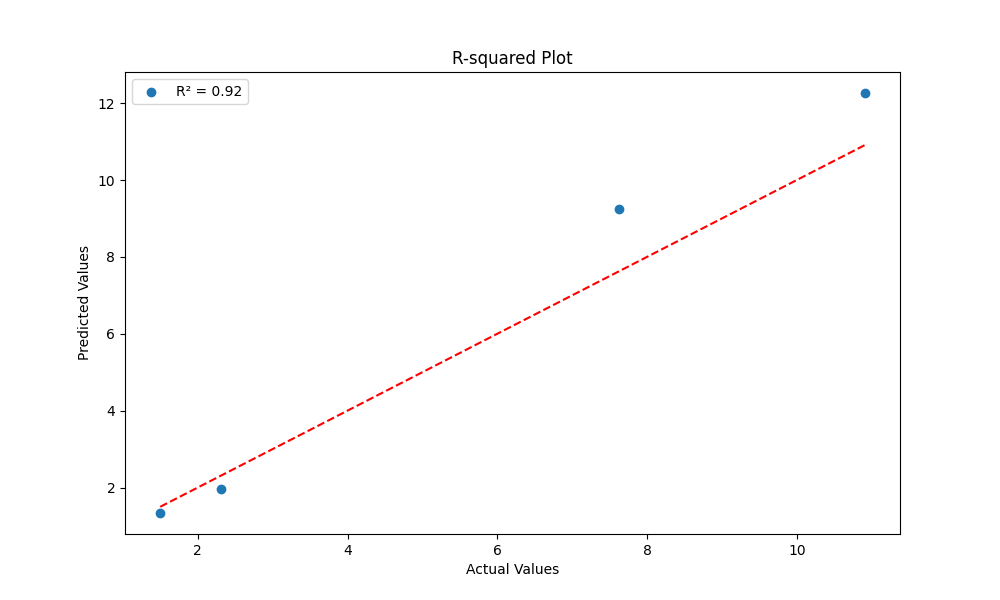 R-squared Plot
R² = 0.92
12
10
8
6
4
2
Predicted Values
2 4 6 8 10
Actual Values